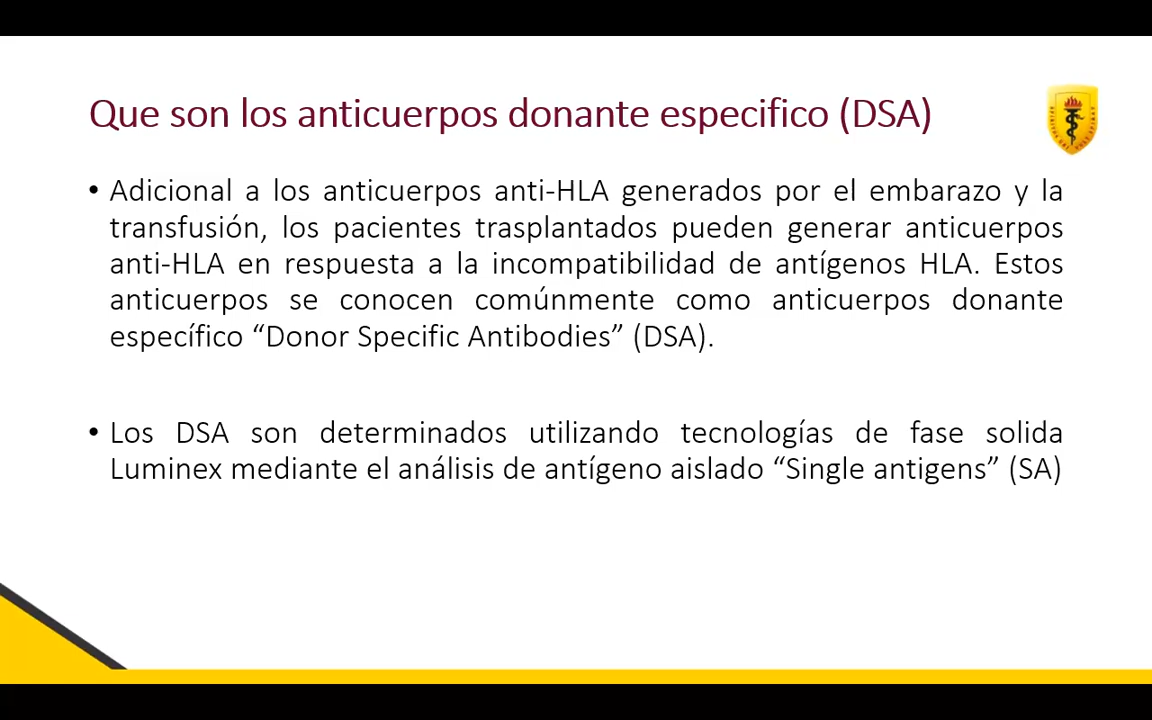 Que son los anticuerpos donante especifico (DSA)
• Adicional a los anticuerpos anti-HLA generados por el embarazo y la
transfusión, los pacientes trasplantados pueden generar anticuerpos
anti-HLA en respuesta a la incompatibilidad de antígenos HLA. Estos
anticuerpos se conocen comúnmente como anticuerpos donante
específico “Donor Specific Antibodies” (DSA).
• Los DSA son determinados utilizando tecnologías de fase solida
Luminex mediante el análisis de antígeno aislado “Single antigens” (SA)